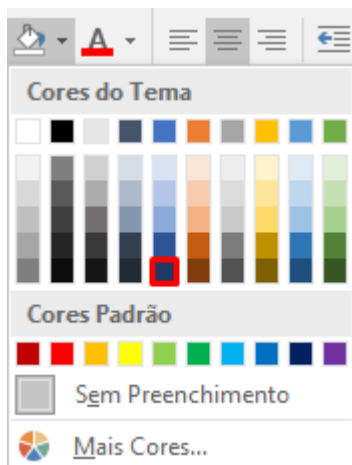 A
Cores do Tema
Cores Padrão
Sem Preenchimento
Mais Cores...